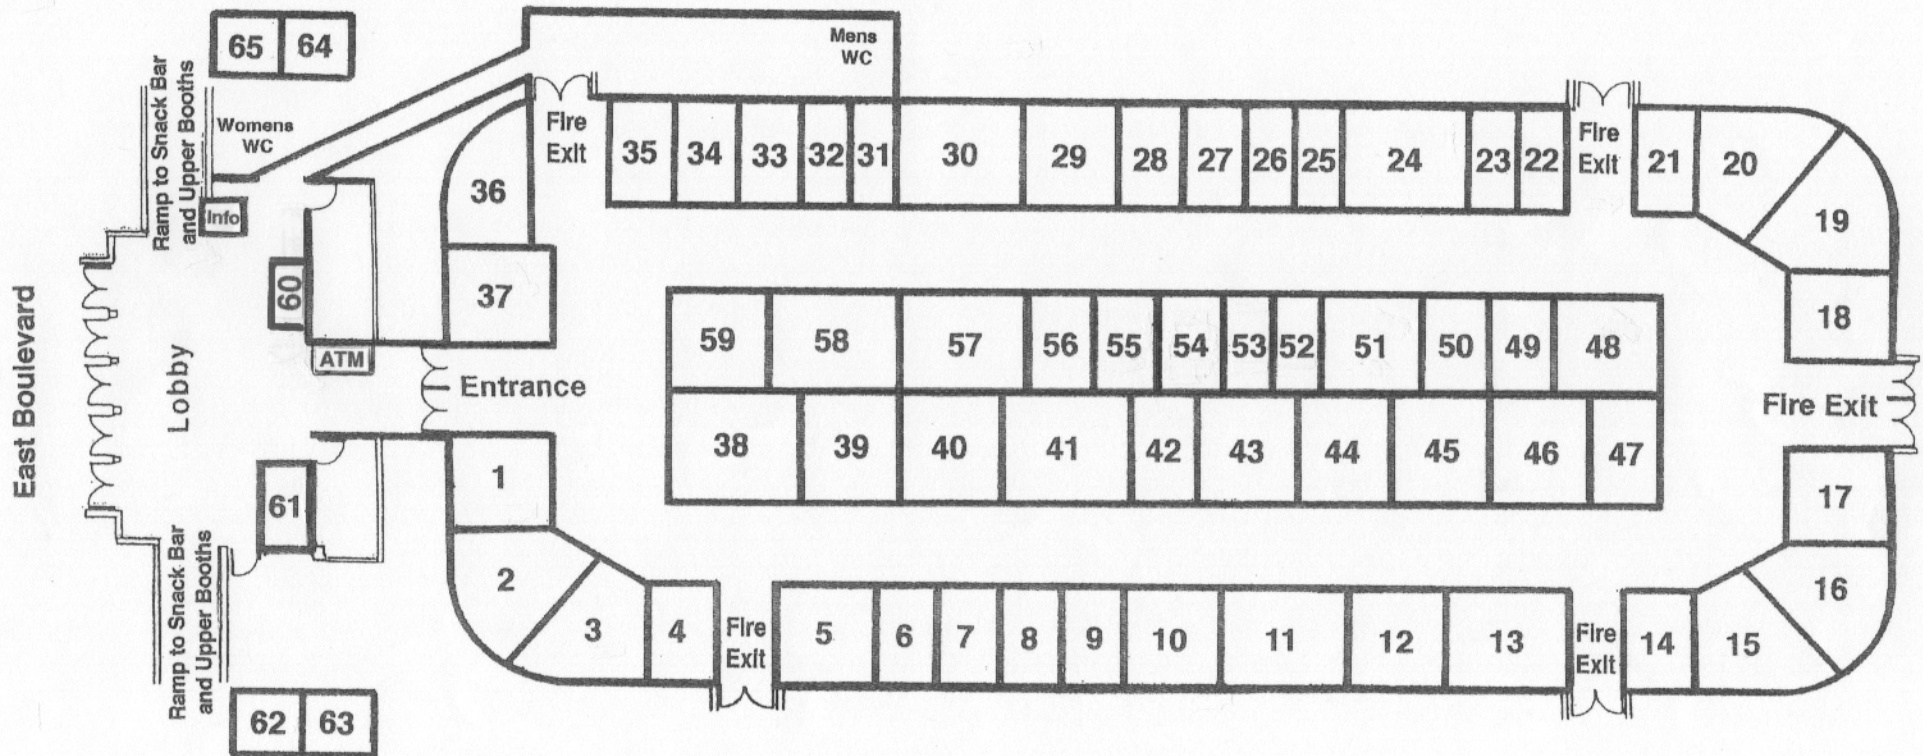 65
64
Mens
WC
Ramp to Snack Bar
and Upper Booths
Womens
WC
Info
Fire
Exit
35
34
33
32
31
30
29
28
27
26
25
24
23
22
Fire
Exit
21
20
19
18
36
37
60
ATM
Entrance
East Boulevard
Lobby
59
58
57
56
55
54
53
52
51
50
49
48
38
39
40
41
42
43
44
45
46
47
Fire Exit
61
1
2
3
4
Fire
Exit
5
6
7
8
9
10
11
12
13
Fire
Exit
14
15
16
17
Ramp to Snack Bar
and Upper Booths
62
63